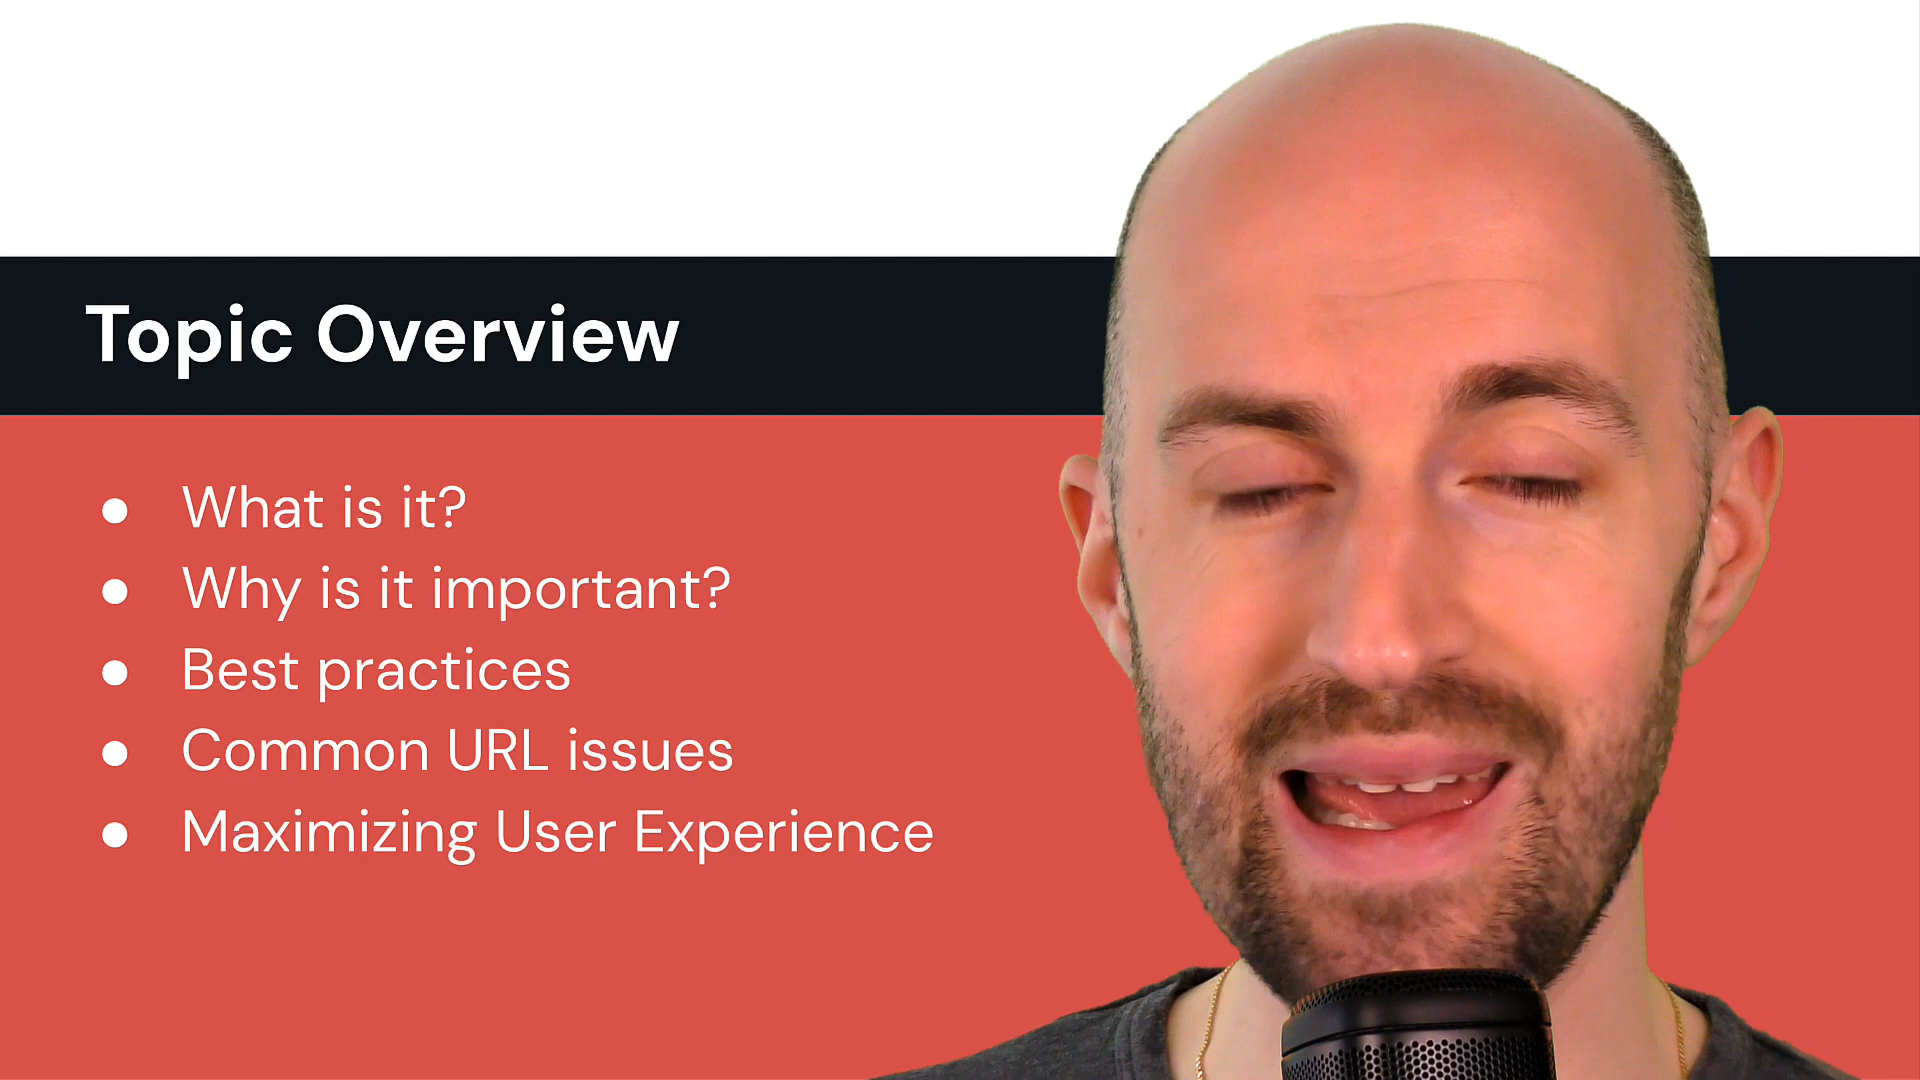 Topic Overview
● What is it?
● Why is it important?
● Best practices
● Common URL issues
● Maximizing User Experience